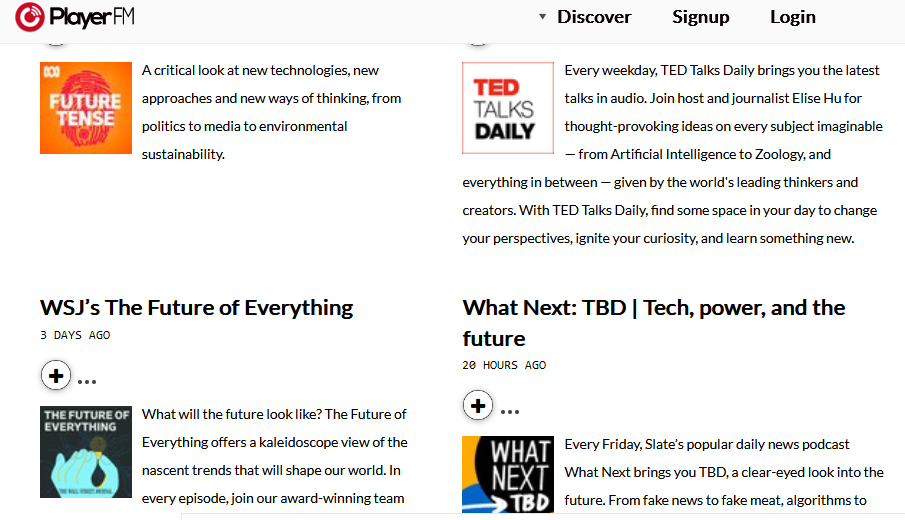 PlayerFM
Discover
Signup
Login
ABC
FUTURE
TENSE
A critical look at new technologies, new
approaches and new ways of thinking, from
politics to media to environmental
sustainability.
TED
TALKS
DAILY
Every weekday, TED Talks Daily brings you the latest
talks in audio. Join host and journalist Elise Hu for
thought-provoking ideas on every subject imaginable
— from Artificial Intelligence to Zoology, and
everything in between — given by the world's leading thinkers and
creators. With TED Talks Daily, find some space in your day to change
your perspectives, ignite your curiosity, and learn something new.
WSJ's The Future of Everything
3 DAYS AGO
THE FUTURE OF
EVERYTHING
THE WALL STREET JOURNAL
What will the future look like? The Future of
Everything offers a kaleidoscope view of the
nascent trends that will shape our world. In
every episode, join our award-winning team
What Next: TBD | Tech, power, and the
future
20 HOURS AGO
WHAT
NEXT
TBD
Every Friday, Slate's popular daily news podcast
What Next brings you TBD, a clear-eyed look into the
future. From fake news to fake meat, algorithms to